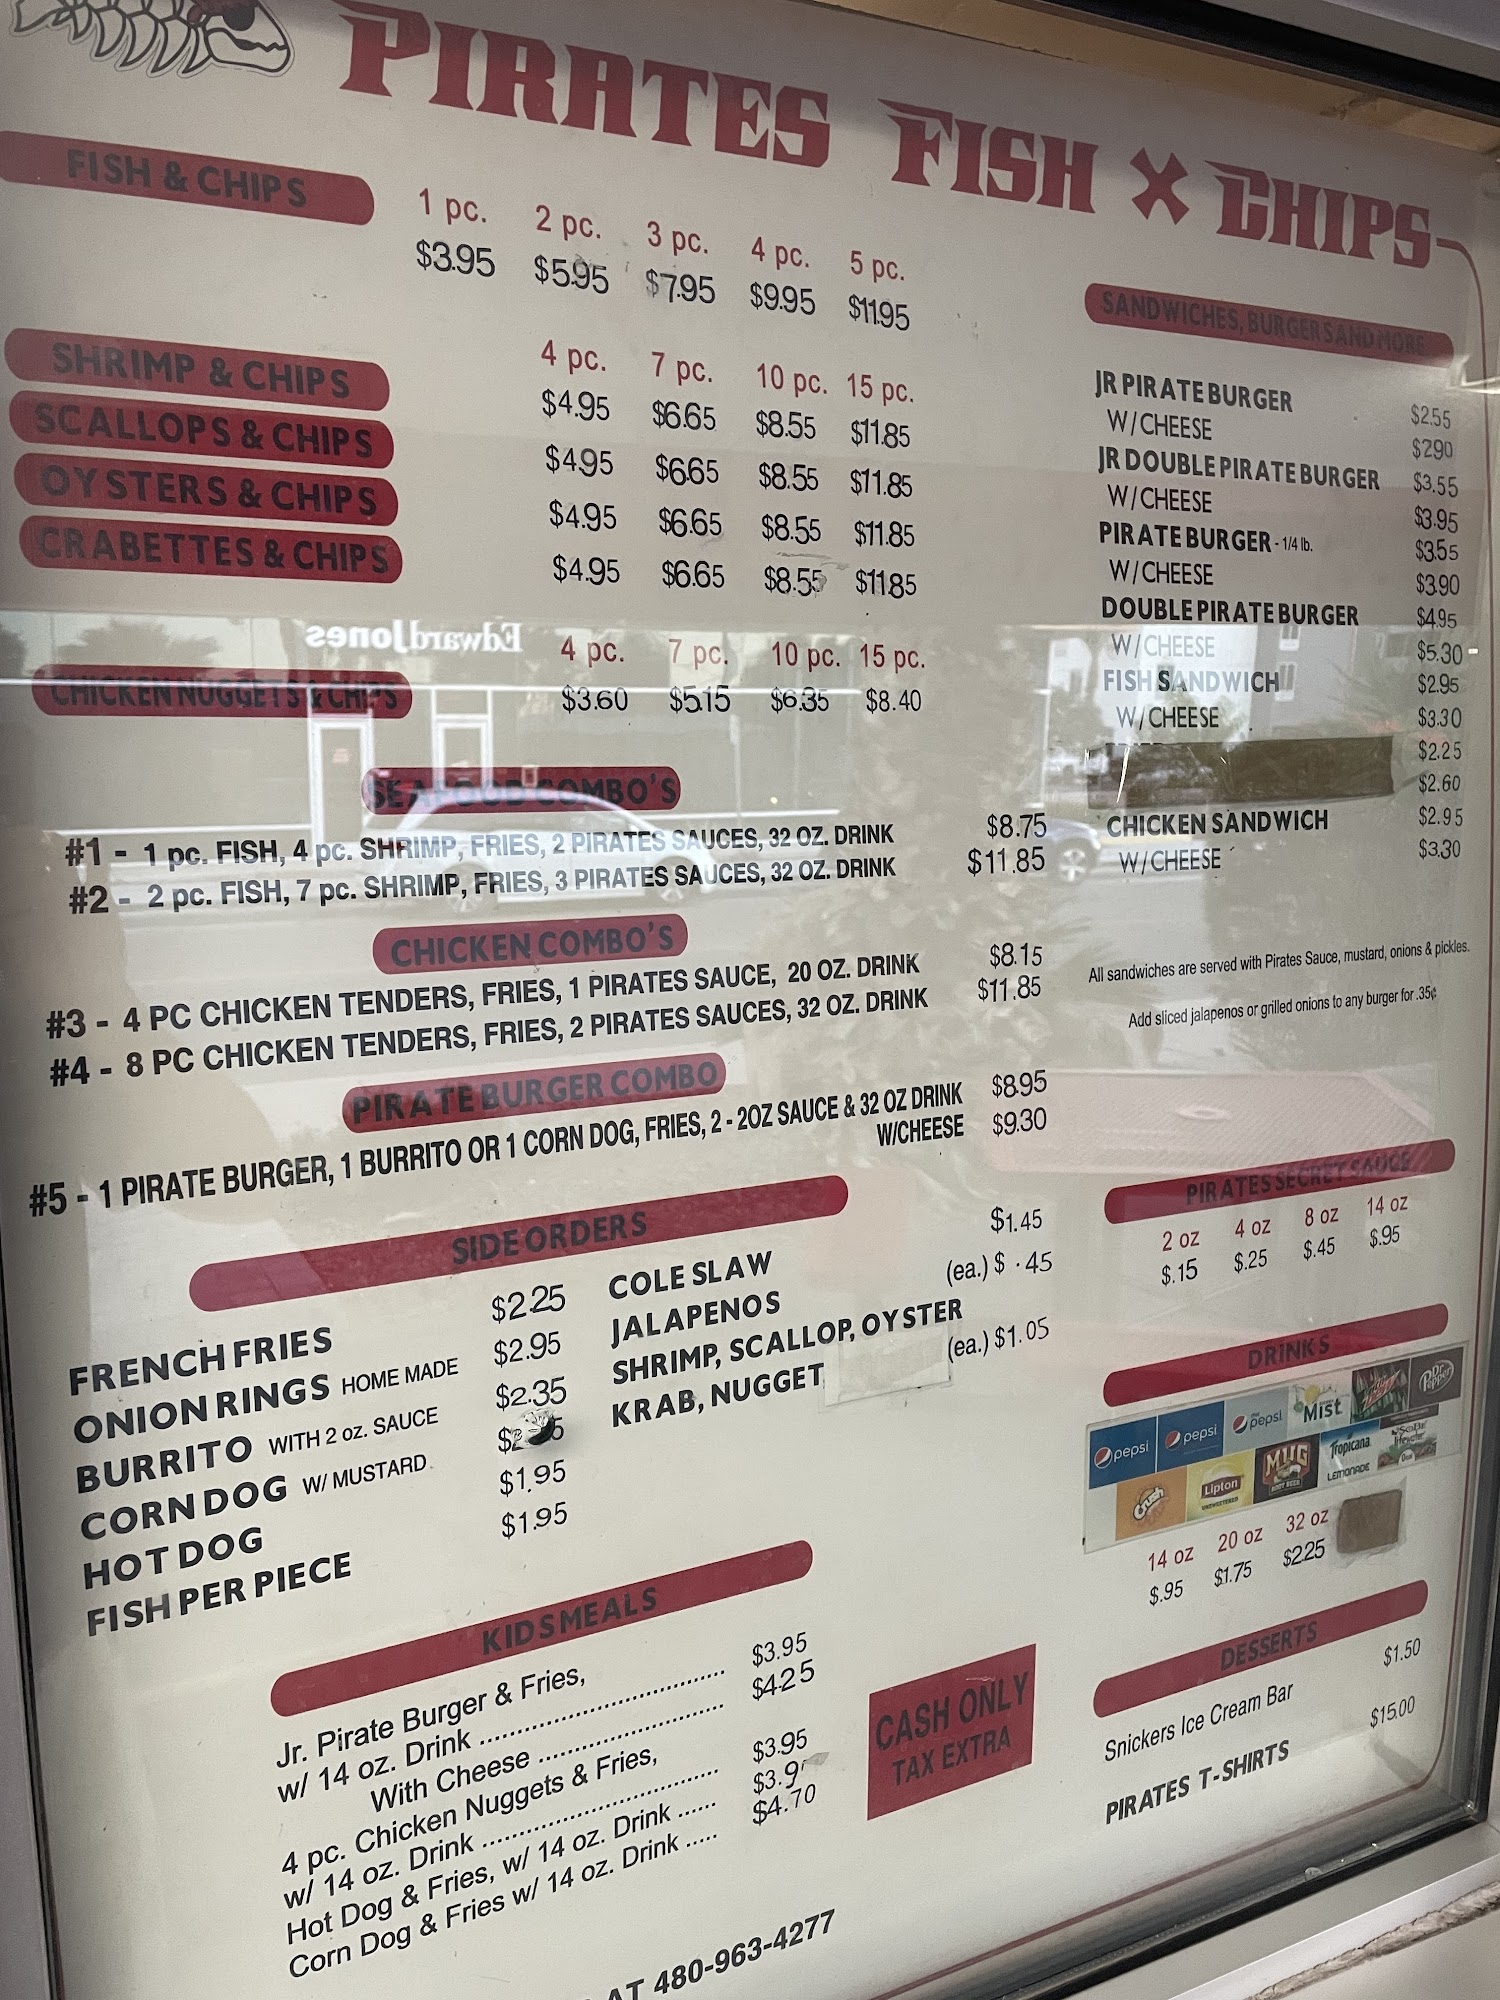 PIRATES FISH X CHIPS
FISH & CHIPS
1 pc. 2 pc. 3 pc. 4 pc. 5 pc.
$3.95 $5.95 $7.95 $9.95 $11.95
4 pc. 7 pc. 10 pc. 15 pc.
SHRIMP & CHIPS $4.95 $6.65 $8.55 $11.85
SCALLOPS & CHIPS $4.95 $6.65 $8.55 $11.85
OYSTERS & CHIPS $4.95 $6.65 $8.55 $11.85
CRABETTES & CHIPS $4.95 $6.65 $8.55 $11.85
EdwardJones
4 pc. 7 pc. 10 pc. 15 pc.
CHICKEN NUGGETS & CHIPS $3.60 $5.15 $6.35 $8.40
SEAFOOD COMBO'S
#1 - 1 pc. FISH, 4 pc. SHRIMP, FRIES, 2 PIRATES SAUCES, 32 OZ. DRINK $8.75
#2 - 2 pc. FISH, 7 pc. SHRIMP, FRIES, 3 PIRATES SAUCES, 32 OZ. DRINK $11.85
CHICKEN COMBO'S
#3 - 4 PC CHICKEN TENDERS, FRIES, 1 PIRATES SAUCE, 20 OZ. DRINK $8.15
#4 - 8 PC CHICKEN TENDERS, FRIES, 2 PIRATES SAUCES, 32 OZ. DRINK $11.85
PIRATE BURGER COMBO
#5 - 1 PIRATE BURGER, 1 BURRITO OR 1 CORN DOG, FRIES, 2 - 2OZ SAUCE & 32 OZ DRINK $8.95
W/CHEESE $9.30
SIDE ORDERS
FRENCH FRIES $2.25
ONION RINGS HOME MADE $2.95
BURRITO WITH 2 oz. SAUCE $2.35
CORN DOG W/ MUSTARD
HOT DOG $1.95
FISH PER PIECE $1.95
COLE SLAW $1.45
JALAPENOS (ea.) $ .45
SHRIMP, SCALLOP, OYSTER
KRAB, NUGGET (ea.) $1.05
KIDS MEALS
Jr. Pirate Burger & Fries,
w/ 14 oz. Drink $3.95
With Cheese $4.25
4 pc. Chicken Nuggets & Fries,
w/ 14 oz. Drink $3.95
Hot Dog & Fries, w/ 14 oz. Drink
Corn Dog & Fries w/ 14 oz. Drink $4.70
CASH ONLY
TAX EXTRA
AT 480-963-4277
SANDWICHES, BURGERS AND MORE
JR PIRATE BURGER $2.55
W/CHEESE $2.90
JR DOUBLE PIRATE BURGER $3.55
W/CHEESE $3.95
PIRATE BURGER - 1/4 lb. $3.55
W/CHEESE $3.90
DOUBLE PIRATE BURGER $4.95
W/CHEESE $5.30
FISH SANDWICH $2.95
W/CHEESE $3.30
$2.25
$2.60
CHICKEN SANDWICH $2.95
W/CHEESE $3.30
All sandwiches are served with Pirates Sauce, mustard, onions & pickles.
Add sliced jalapenos or grilled onions to any burger for .35¢
PIRATES SECRET SAUCE
2 oz 4 oz 8 oz 14 oz
$.15 $.25 $.45 $.95
DRINKS
pepsi pepsi pepsi Mist Dr Pepper
Crush Lipton UNSWEETENED MUG ROOT BEER Tropicana LEMONADE
14 oz 20 oz 32 oz
$.95 $1.75 $2.25
DESSERTS
Snickers Ice Cream Bar $1.50
PIRATES T-SHIRTS $15.00